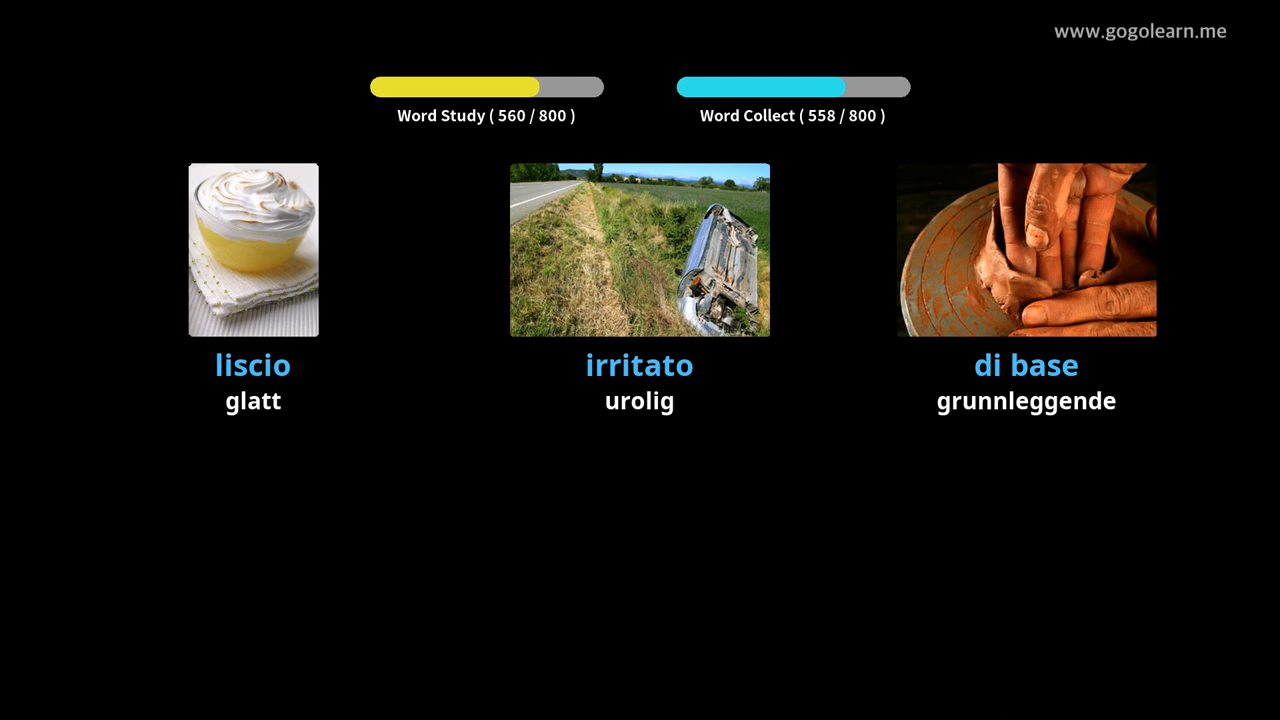 www.gogolearn.me
Word Study ( 560 / 800 )
Word Collect ( 558 / 800 )
liscio
glatt
irritato
urolig
di base
grunnleggende